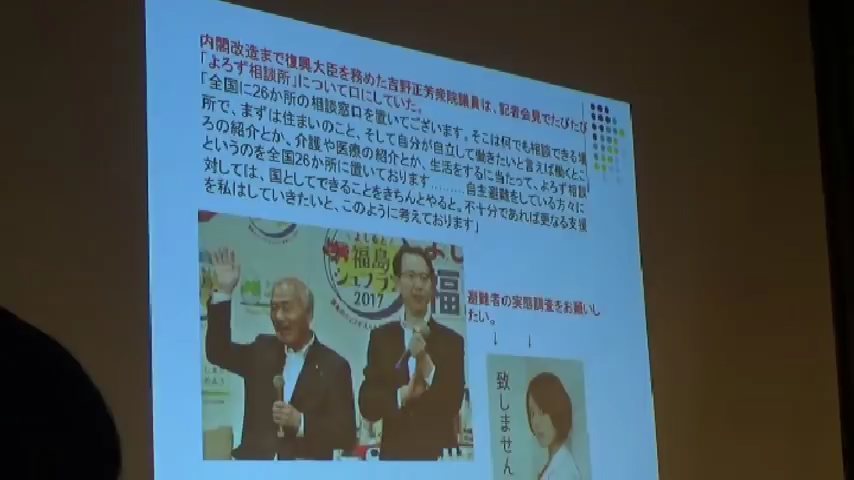 内閣改造まで復興大臣を務めた吉野正芳衆院議員は、記者会見でたびたび
「よろず相談所」について口にしていた。
「全国に26か所の相談窓口を置いてございます。そこは何でも相談できる場
所で、まずは住まいのこと、そして自分が自立して働きたいと言えば働くとこ
ろの紹介とか、介護や医療の紹介とか、生活をするに当たって、よろず相談
というのを全国26か所に置いております………自主避難をしている方々に
対しては、国としてできることをきちんとやると。不十分であれば更なる支援
を私はしていきたいと、このように考えております」
福島
2017
福
避難者の実態調査をお願いし
たい。
↓ ↓
致しません